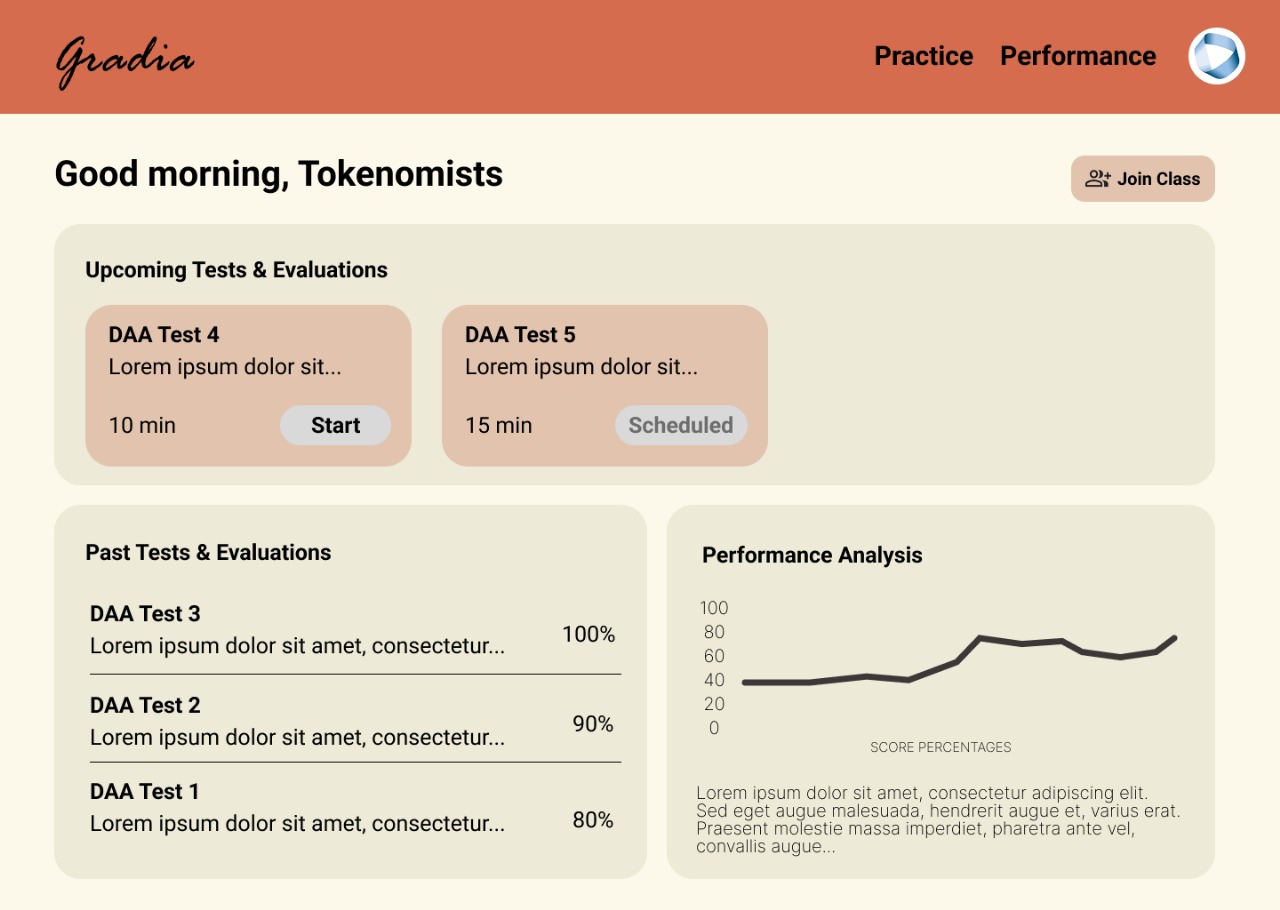 Gradia
Practice Performance
Good morning, Tokenomists
Join Class
Upcoming Tests & Evaluations
DAA Test 4
Lorem ipsum dolor sit...
10 min
Start
DAA Test 5
Lorem ipsum dolor sit...
15 min
Scheduled
Past Tests & Evaluations
DAA Test 3
Lorem ipsum dolor sit amet, consectetur...
100%
DAA Test 2
Lorem ipsum dolor sit amet, consectetur...
90%
DAA Test 1
Lorem ipsum dolor sit amet, consectetur...
80%
Performance Analysis
100
80
60
40
20
0
SCORE PERCENTAGES
Lorem ipsum dolor sit amet, consectetur adipiscing elit.
Sed eget augue malesuada, hendrerit augue et, varius erat.
Praesent molestie massa imperdiet, pharetra ante vel,
convallis augue...